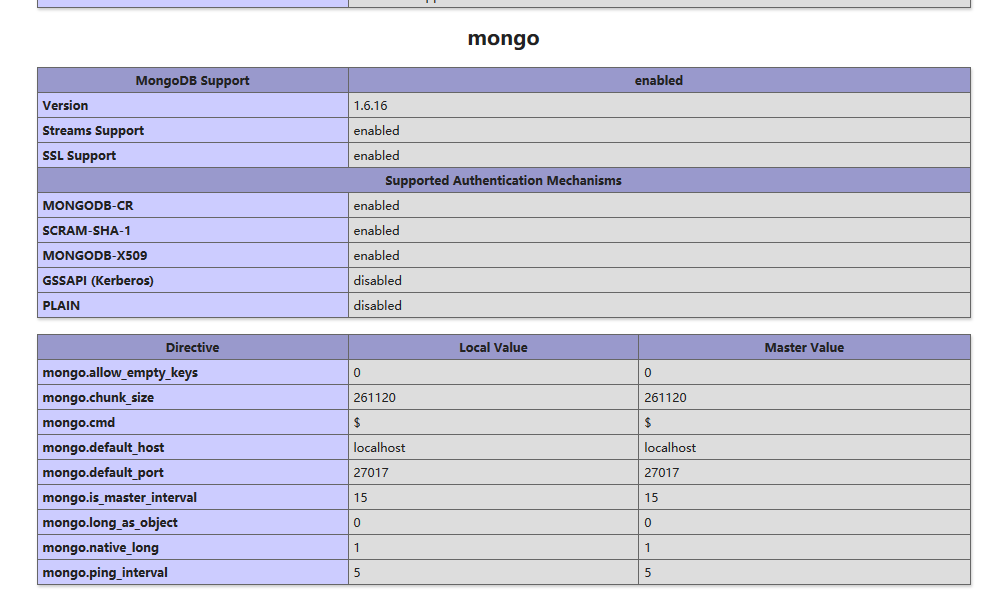 mongo
MongoDB Support enabled
Version 1.6.16
Streams Support enabled
SSL Support enabled
Supported Authentication Mechanisms
MONGODB-CR enabled
SCRAM-SHA-1 enabled
MONGODB-X509 enabled
GSSAPI (Kerberos) disabled
PLAIN disabled
Directive Local Value Master Value
mongo.allow_empty_keys 0 0
mongo.chunk_size 261120 261120
mongo.cmd $ $
mongo.default_host localhost localhost
mongo.default_port 27017 27017
mongo.is_master_interval 15 15
mongo.long_as_object 0 0
mongo.native_long 1 1
mongo.ping_interval 5 5